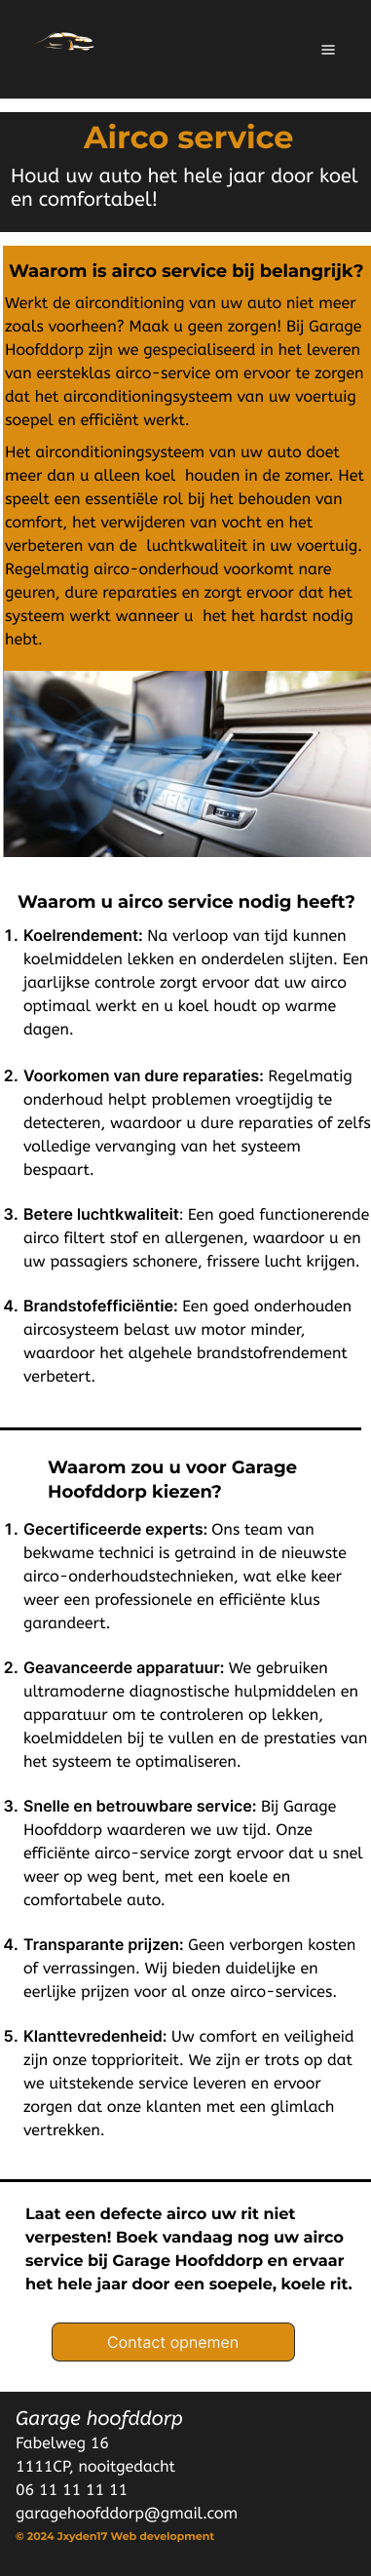 Airco service
Houd uw auto het hele jaar door koel
en comfortabel!
Waarom is airco service bij belangrijk?
Werkt de airconditioning van uw auto niet meer
zoals voorheen? Maak u geen zorgen! Bij Garage
Hoofddorp zijn we gespecialiseerd in het leveren
van eersteklas airco-service om ervoor te zorgen
dat het airconditioningsysteem van uw voertuig
soepel en efficiënt werkt.
Het airconditioningsysteem van uw auto doet
meer dan u alleen koel  houden in de zomer. Het
speelt een essentiële rol bij het behouden van
comfort, het verwijderen van vocht en het
verbeteren van de  luchtkwaliteit in uw voertuig.
Regelmatig airco-onderhoud voorkomt nare
geuren, dure reparaties en zorgt ervoor dat het
systeem werkt wanneer u  het het hardst nodig
hebt.
Waarom u airco service nodig heeft?
1. Koelrendement: Na verloop van tijd kunnen
koelmiddelen lekken en onderdelen slijten. Een
jaarlijkse controle zorgt ervoor dat uw airco
optimaal werkt en u koel houdt op warme
dagen.
2. Voorkomen van dure reparaties: Regelmatig
onderhoud helpt problemen vroegtijdig te
detecteren, waardoor u dure reparaties of zelfs
volledige vervanging van het systeem
bespaart.
3. Betere luchtkwaliteit: Een goed functionerende
airco filtert stof en allergenen, waardoor u en
uw passagiers schonere, frissere lucht krijgen.
4. Brandstofefficiëntie: Een goed onderhouden
aircosysteem belast uw motor minder,
waardoor het algehele brandstofrendement
verbetert.
Waarom zou u voor Garage
Hoofddorp kiezen?
1. Gecertificeerde experts: Ons team van
bekwame technici is getraind in de nieuwste
airco-onderhoudstechnieken, wat elke keer
weer een professionele en efficiënte klus
garandeert.
2. Geavanceerde apparatuur: We gebruiken
ultramoderne diagnostische hulpmiddelen en
apparatuur om te controleren op lekken,
koelmiddelen bij te vullen en de prestaties van
het systeem te optimaliseren.
3. Snelle en betrouwbare service: Bij Garage
Hoofddorp waarderen we uw tijd. Onze
efficiënte airco-service zorgt ervoor dat u snel
weer op weg bent, met een koele en
comfortabele auto.
4. Transparante prijzen: Geen verborgen kosten
of verrassingen. Wij bieden duidelijke en
eerlijke prijzen voor al onze airco-services.
5. Klanttevredenheid: Uw comfort en veiligheid
zijn onze topprioriteit. We zijn er trots op dat
we uitstekende service leveren en ervoor
zorgen dat onze klanten met een glimlach
vertrekken.
Laat een defecte airco uw rit niet
verpesten! Boek vandaag nog uw airco
service bij Garage Hoofddorp en ervaar
het hele jaar door een soepele, koele rit.
Contact opnemen
Garage hoofddorp
Fabelweg 16
1111CP, nooitgedacht
06 11 11 11 11
garagehoofddorp@gmail.com
© 2024 Jxyden17 Web development